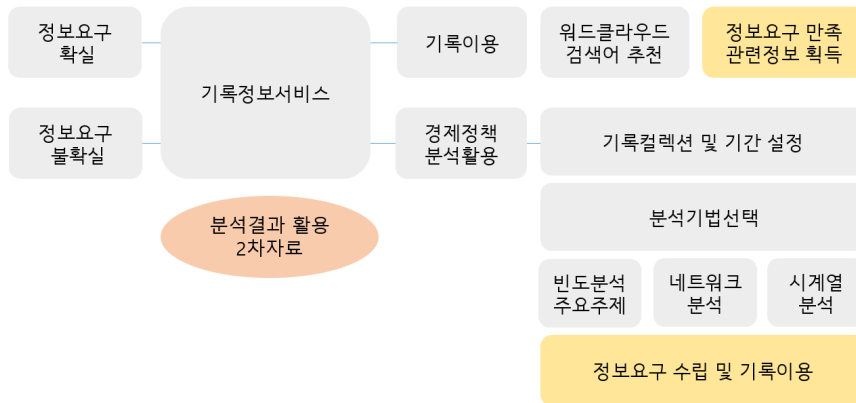 정보요구
확실
정보요구
불확실
기록정보서비스
분석결과 활용
2차자료
기록이용
경제정책
분석활용
워드클라우드
검색어 추천
정보요구 만족
관련정보 획득
기록컬렉션 및 기간 설정
분석기법선택
빈도분석
주요주제
네트워크
분석
시계열
분석
정보요구 수립 및 기록이용